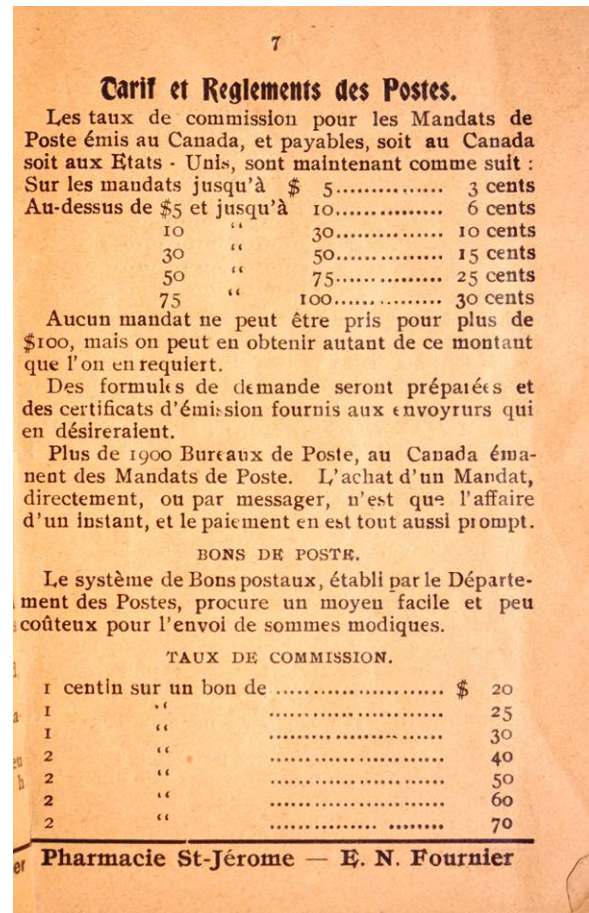 7
Tarif et Reglements des Postes.
Les taux de commission pour les Mandats de
Poste émis au Canada, et payables, soit au Canada
soit aux Etats - Unis, sont maintenant comme suit :
Sur les mandats jusqu'à $ 5............... 3 cents
Au-dessus de $5 et jusqu'à 10............... 6 cents
10 “ 30............... 10 cents
30 “ 50............... 15 cents
50 “ 75............... 25 cents
75 “ 100............... 30 cents
Aucun mandat ne peut être pris pour plus de
$100, mais on peut en obtenir autant de ce montant
que l'on en requiert.
Des formules de demande seront préparées et
des certificats d'émission fournis aux envoyrurs qui
en désireraient.
Plus de 1900 Bureaux de Poste, au Canada éma-
nent des Mandats de Poste. L'achat d'un Mandat,
directement, ou par messager, n'est que l'affaire
d'un instant, et le paiement en est tout aussi prompt.
BONS DE POSTE.
Le système de Bons postaux, établi par le Départe-
ment des Postes, procure un moyen facile et peu
coûteux pour l'envoi de sommes modiques.
TAUX DE COMMISSION.
1 centin sur un bon de ........................ $ 20
1 “ ........................ 25
1 “ ........................ 30
2 “ ........................ 40
2 “ ........................ 50
2 “ ........................ 60
2 “ ............... ........ 70
Pharmacie St-Jérome — E. N. Fournier